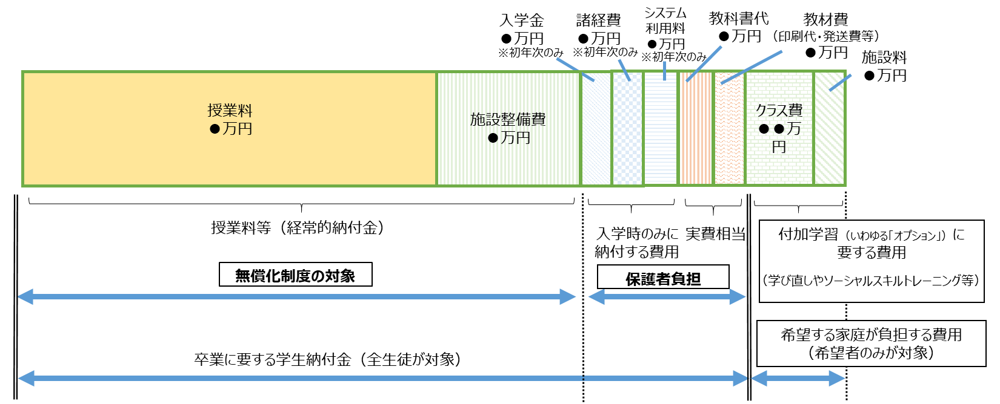 入学金
●万円
※初年次のみ
諸経費
●万円
※初年次のみ
システム
利用料
●万円
※初年次のみ
教科書代
●万円
教材費
（印刷代・発送費等）
●万円
施設料
●万円
授業料
●万円
施設整備費
●万円
クラス費
●●万
円
授業料等（経常的納付金）
入学時のみに
納付する費用
実費相当
付加学習（いわゆる「オプション」）に
要する費用
（学び直しやソーシャルスキルトレーニング等）
無償化制度の対象
保護者負担
希望する家庭が負担する費用
（希望者のみが対象）
卒業に要する学生納付金（全生徒が対象）